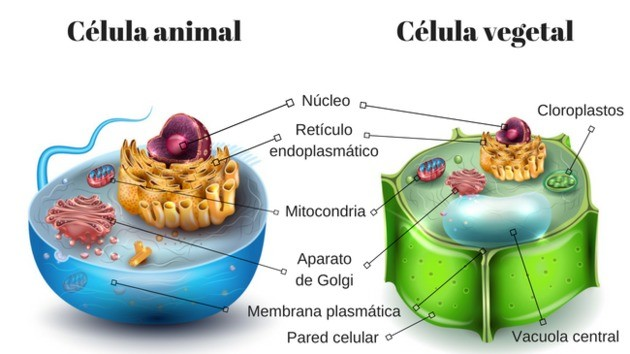 Célula animal
Célula vegetal
Núcleo
Cloroplastos
Retículo
endoplasmático
Mitocondria
Aparato
de Golgi
Membrana plasmática
Pared celular
Vacuola central